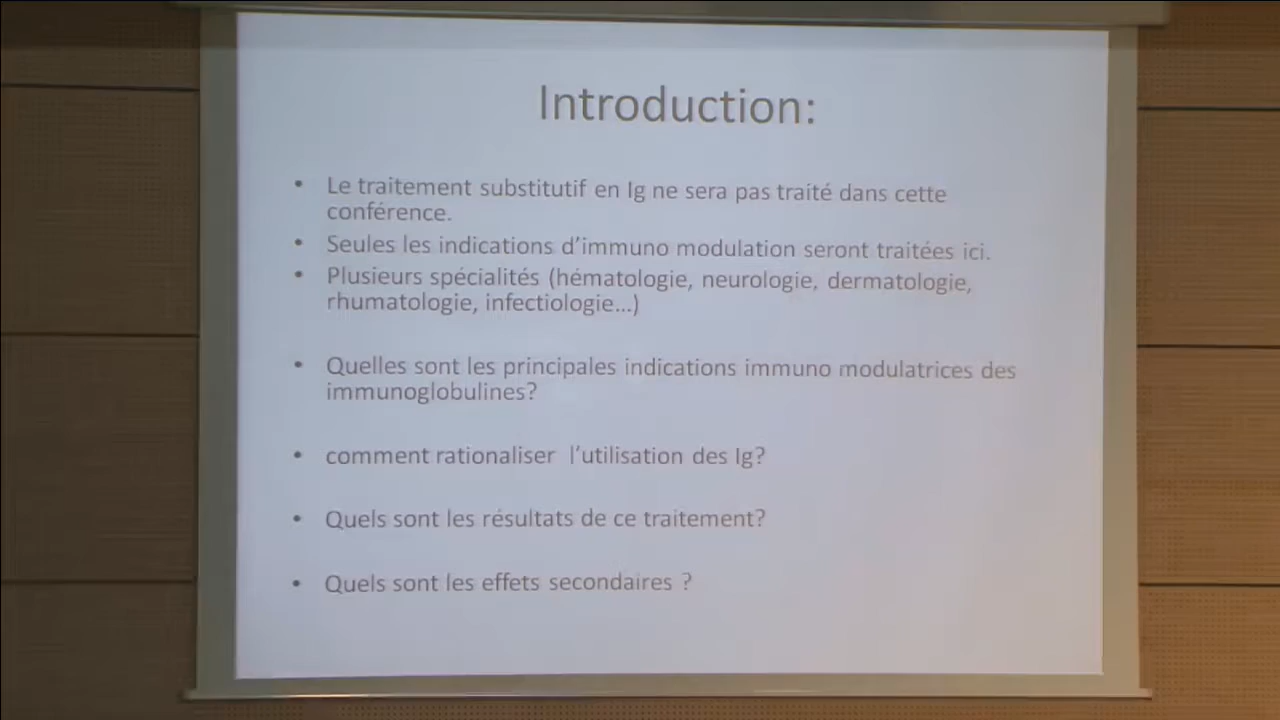 Introduction:
• Le traitement substitutif en Ig ne sera pas traité dans cette
conférence.
• Seules les indications d'immuno modulation seront traitées ici.
• Plusieurs spécialités (hématologie, neurologie, dermatologie,
rhumatologie, infectiologie...)
• Quelles sont les principales indications immuno modulatrices des
immunoglobulines?
• comment rationaliser l'utilisation des Ig?
• Quels sont les résultats de ce traitement?
• Quels sont les effets secondaires ?